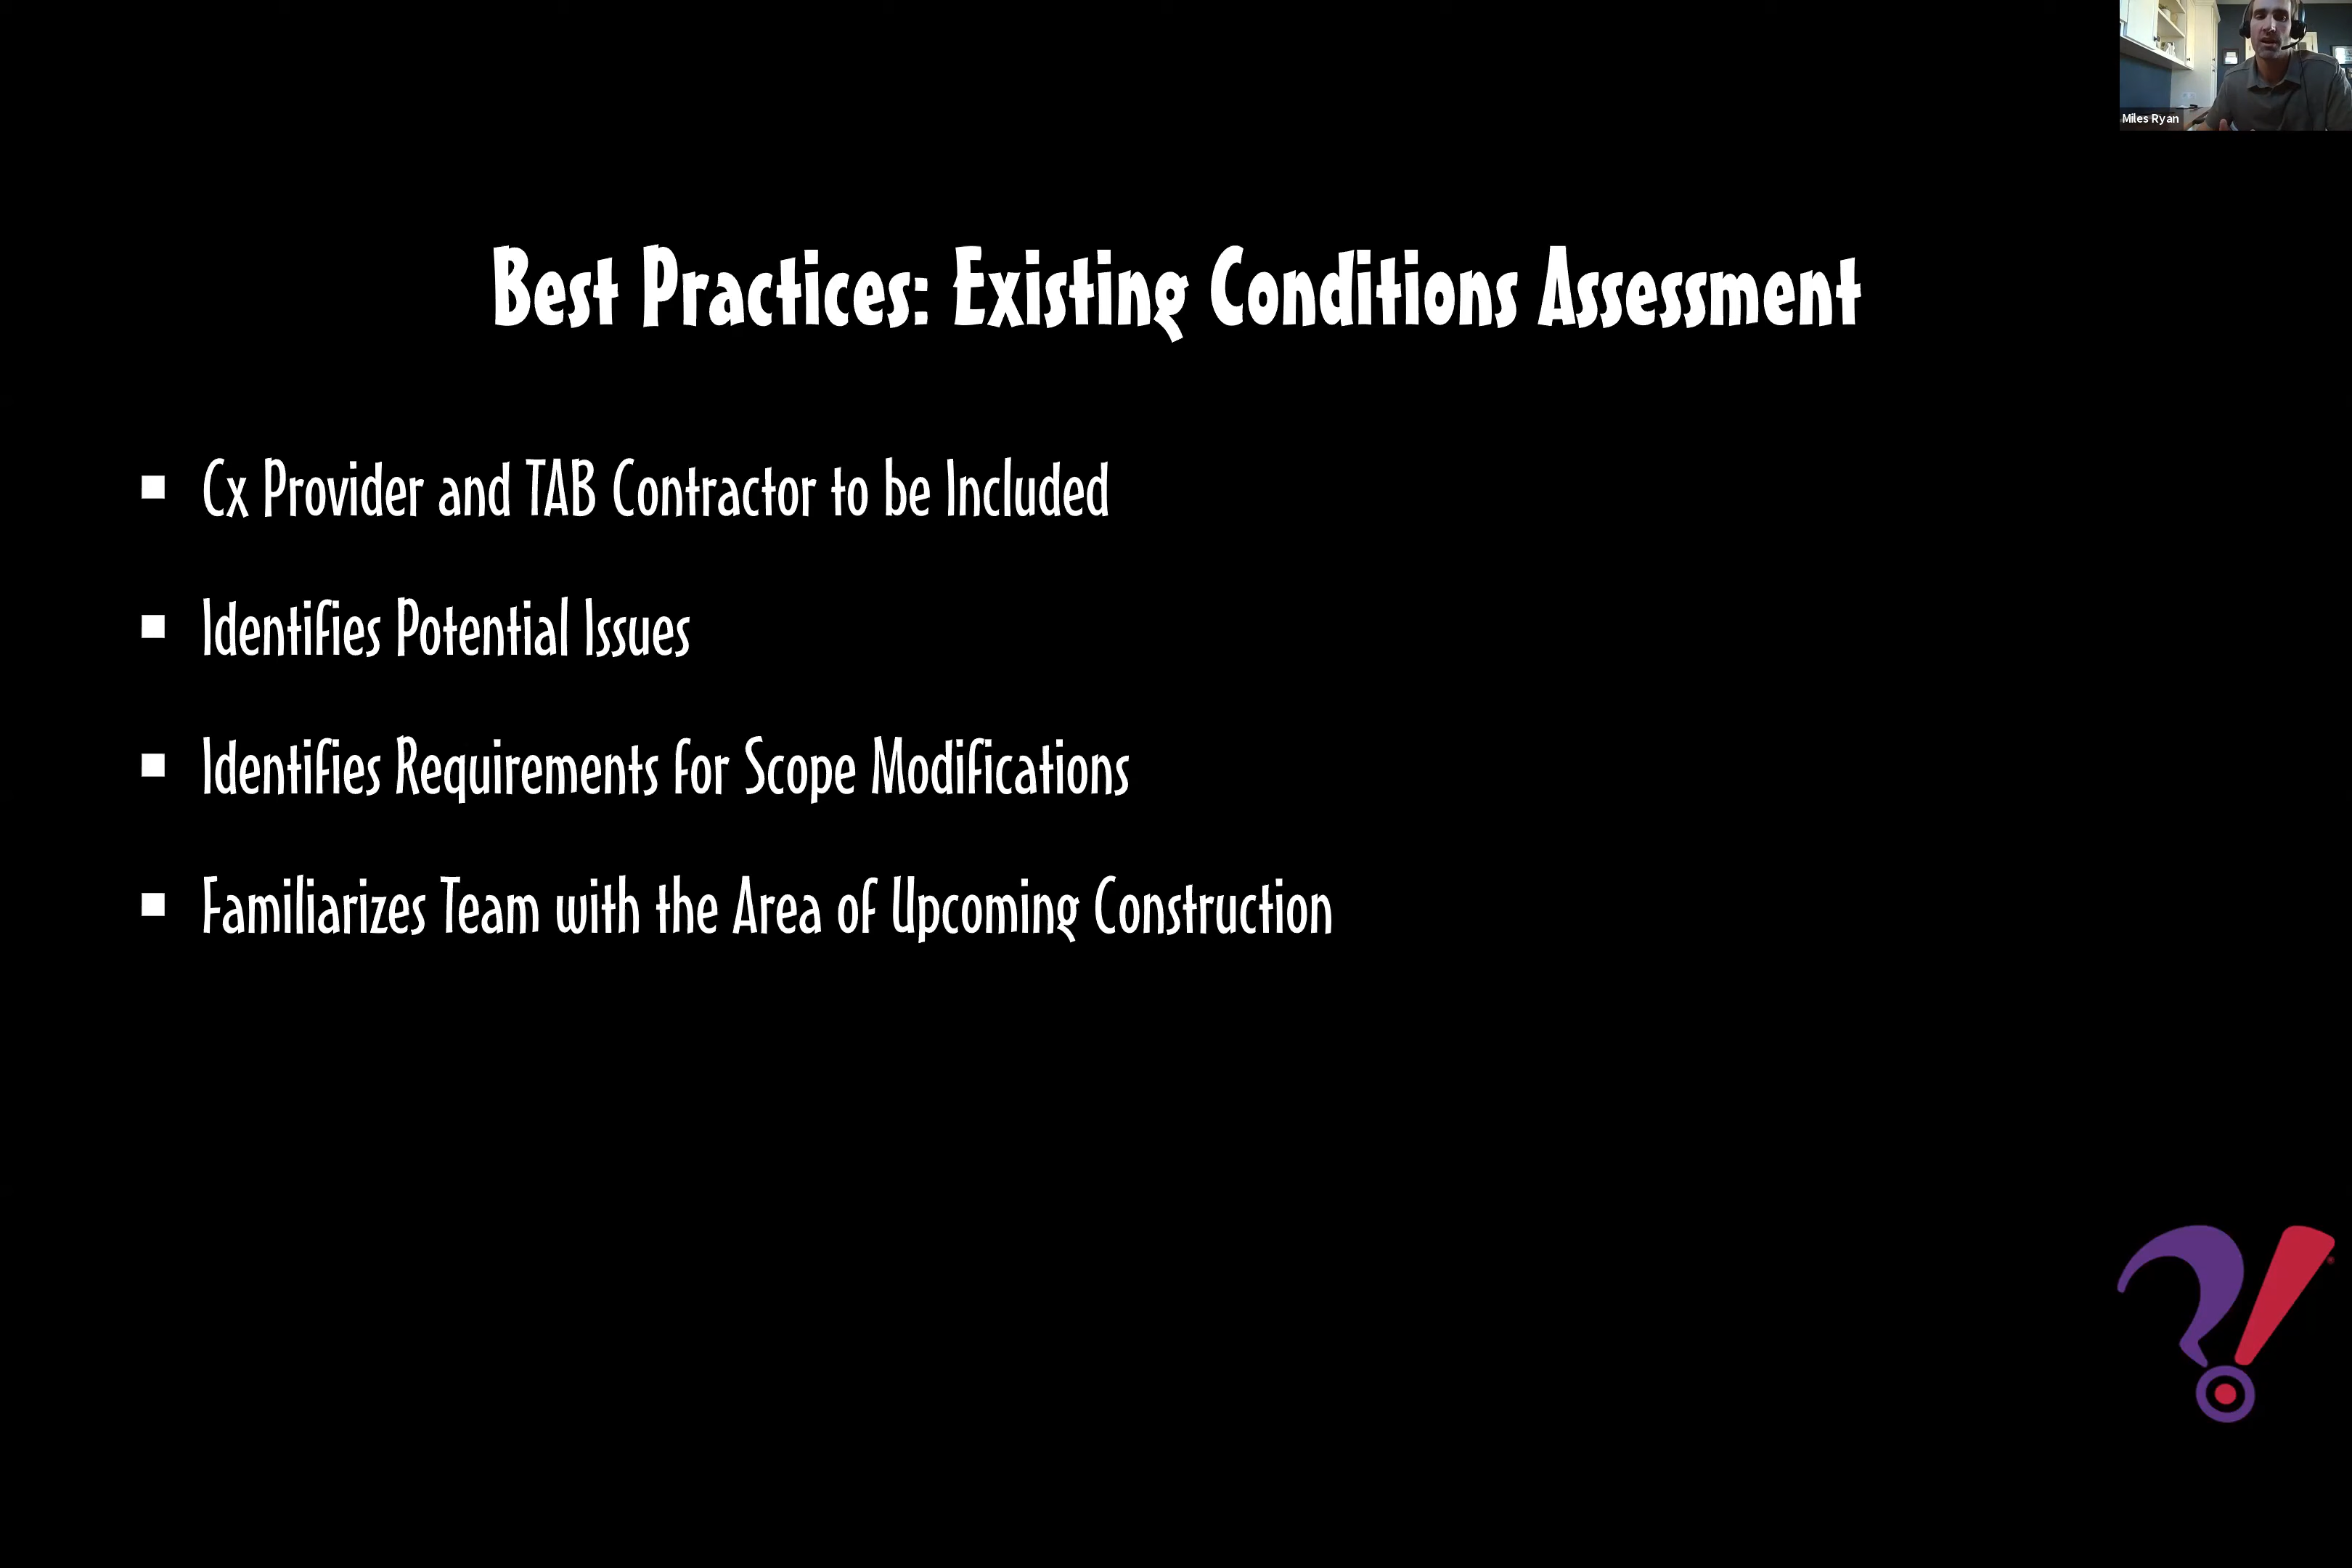 Miles Ryan
Best Practices: Existing Conditions Assessment
Cx Provider and TAB Contractor to be Included
Identifies Potential Issues
Identifies Requirements for Scope Modifications
Familiarizes Team with the Area of Upcoming Construction